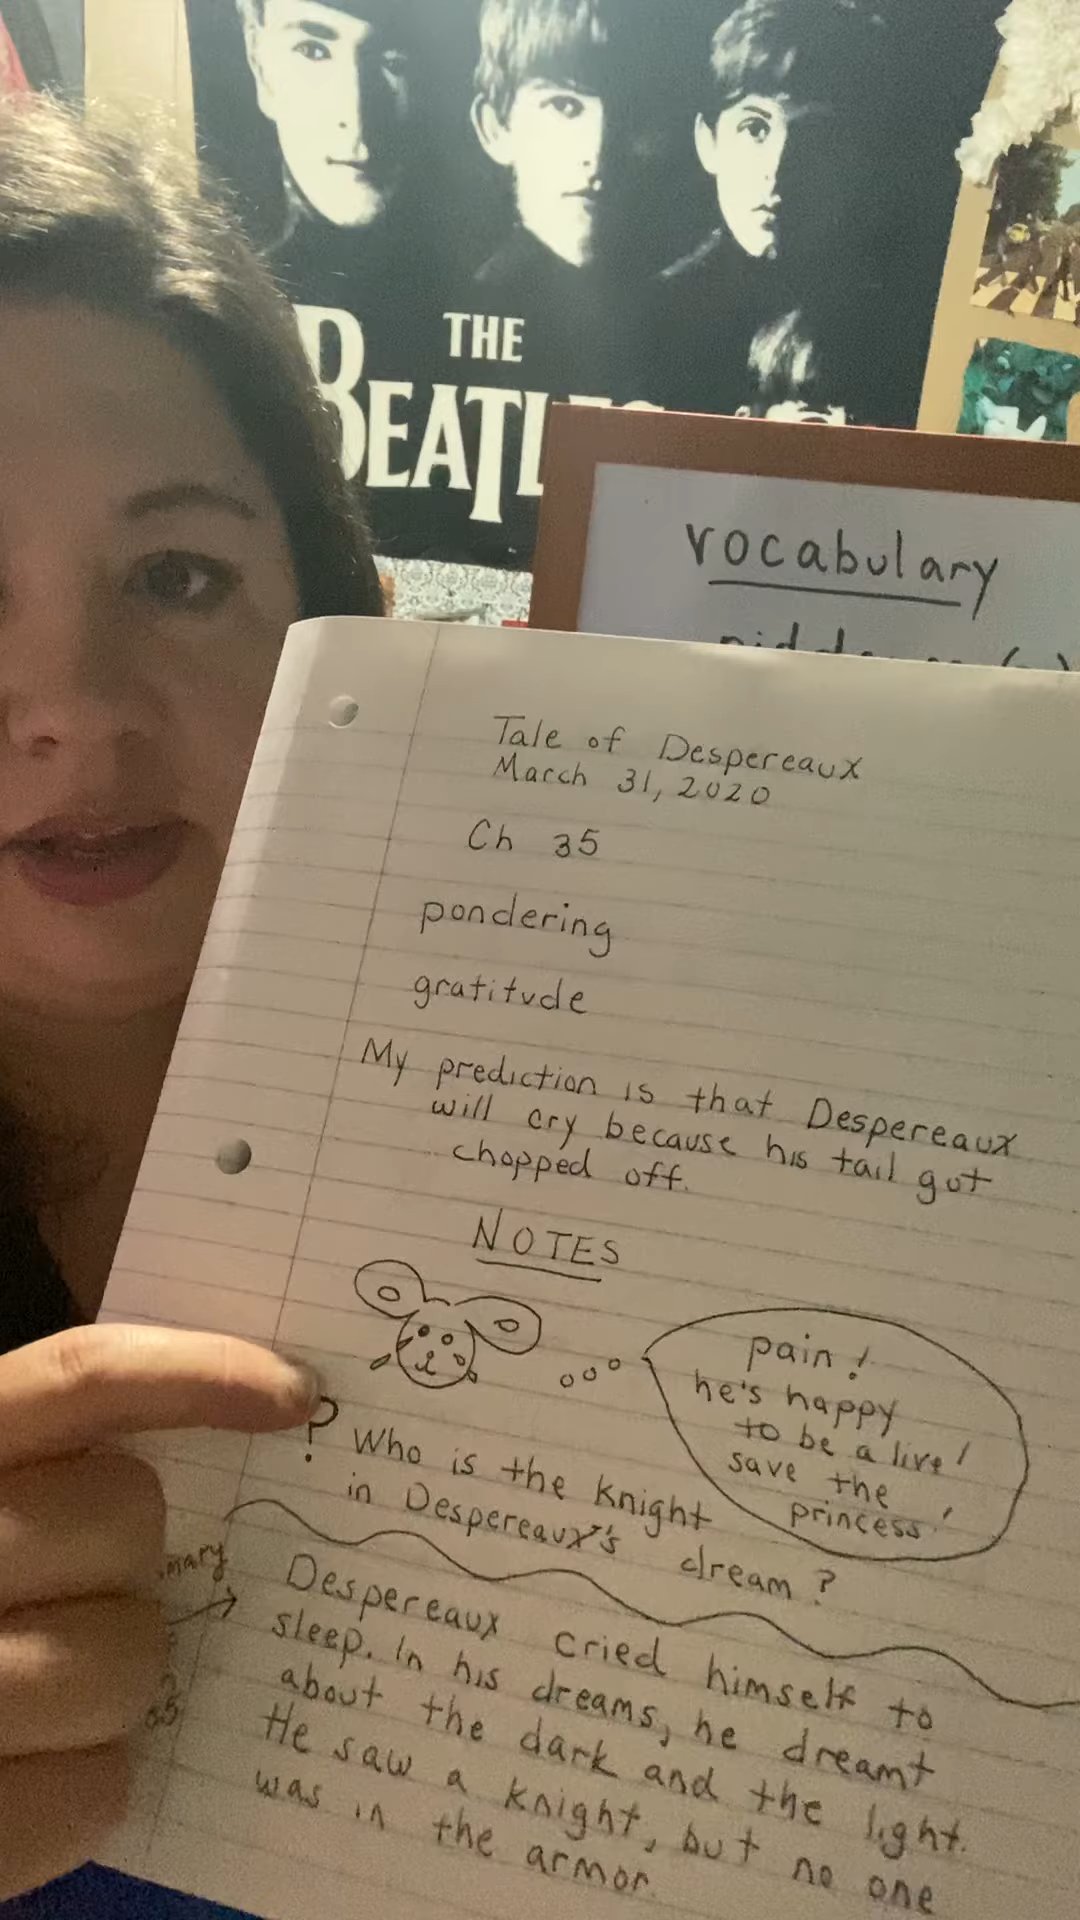 THE
BEATLES
vocabulary
Tale of Despereaux
March 31, 2020
Ch 35
pondering
gratitude
My prediction is that Despereaux
will cry because his tail got
chopped off.
NOTES
pain!
he's happy
to be a live!
save the
princess!
? Who is the knight
in Despereaux's dream?
Despereaux cried himself to
sleep. In his dreams, he dreamt
about the dark and the light.
He saw a knight, but no one
was in the armor.